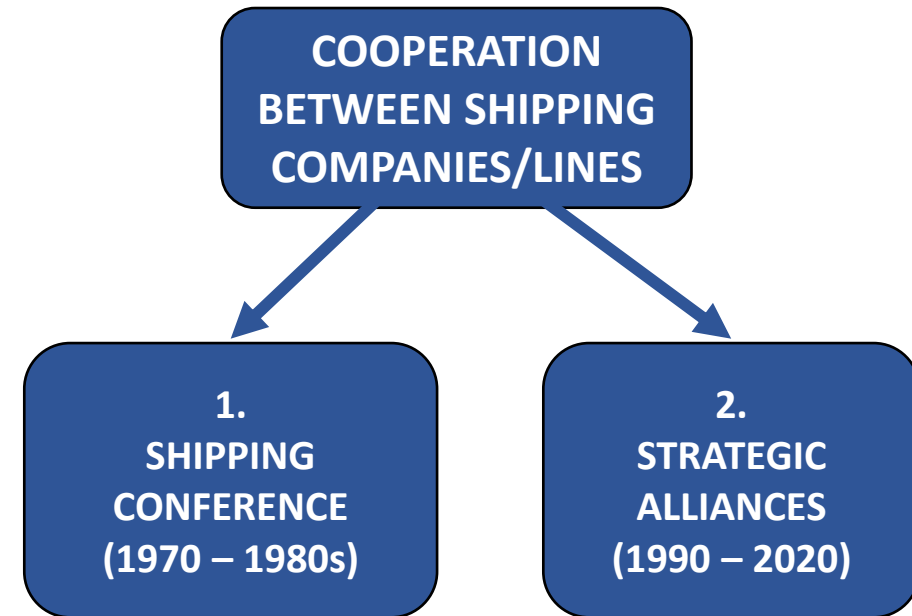 COOPERATION
BETWEEN SHIPPING
COMPANIES/LINES
1.
SHIPPING
CONFERENCE
(1970 – 1980s)
2.
STRATEGIC
ALLIANCES
(1990 – 2020)